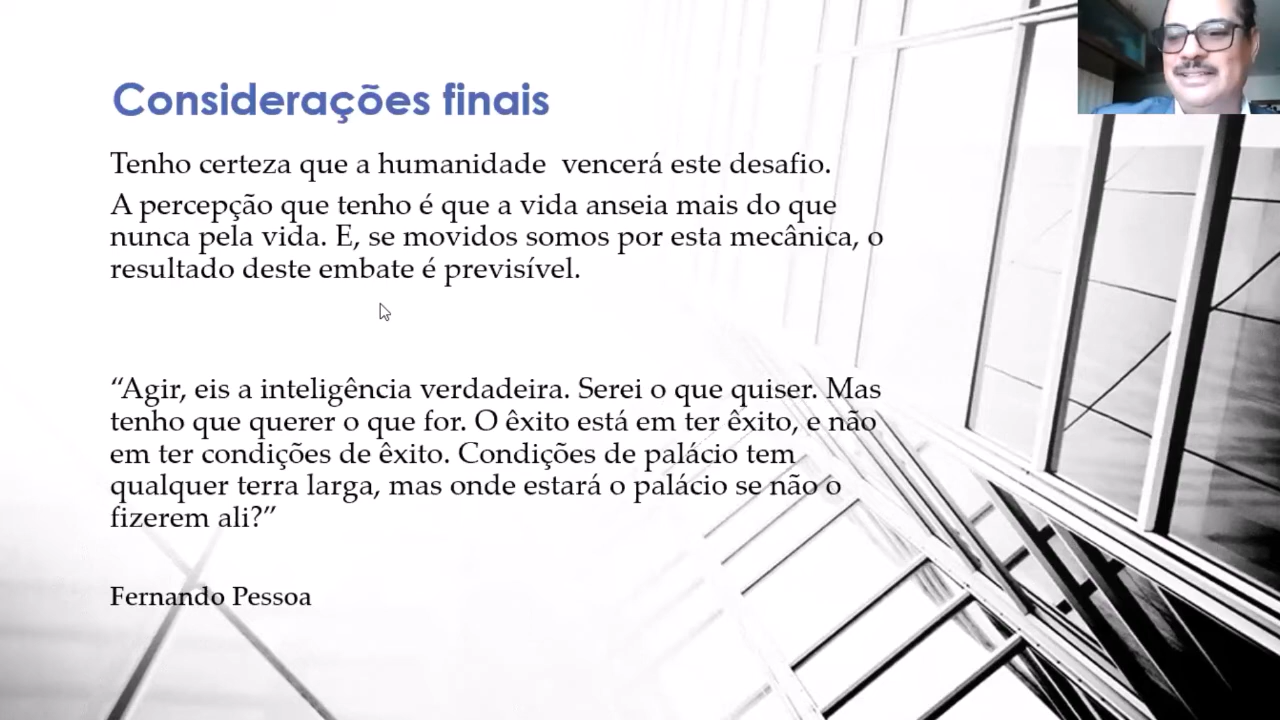 Considerações finais
Tenho certeza que a humanidade vencerá este desafio.
A percepção que tenho é que a vida anseia mais do que
nunca pela vida. E, se movidos somos por esta mecânica, o
resultado deste embate é previsível.
“Agir, eis a inteligência verdadeira. Serei o que quiser. Mas
tenho que querer o que for. O êxito está em ter êxito, e não
em ter condições de êxito. Condições de palácio tem
qualquer terra larga, mas onde estará o palácio se não o
fizerem ali?”
Fernando Pessoa